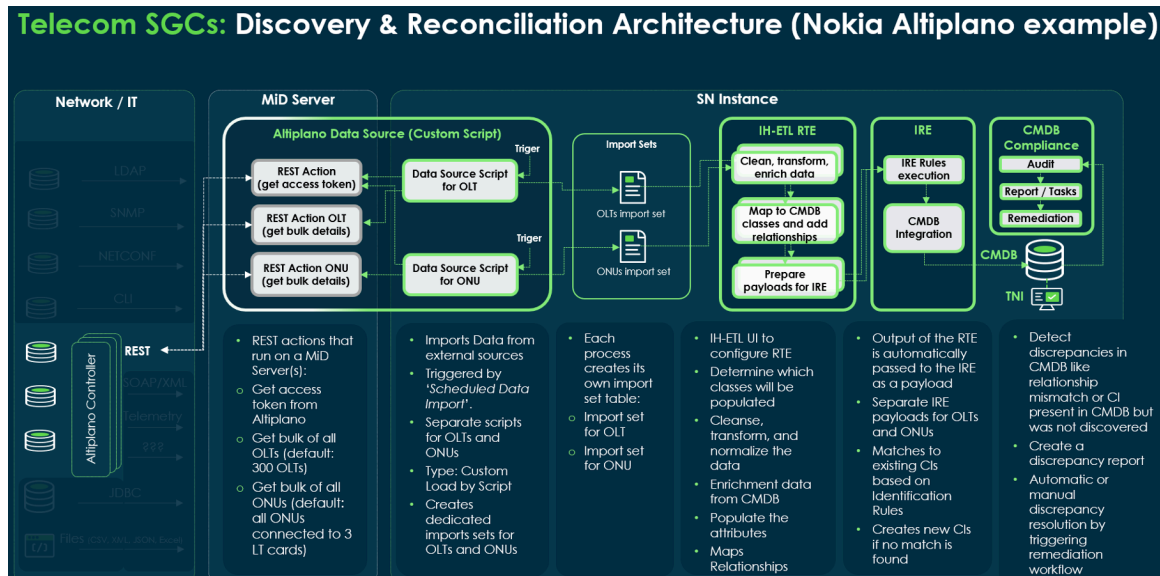 Telecom SGCs: Discovery & Reconciliation Architecture (Nokia Altiplano example)
Network / IT
LDAP
SNMP
NETCONF
CLI
REST
Altiplano Controller
SOAP/XML
Telemetry
???
JDBC
Files (CSV, XML, JSON, Excel)
MiD Server
SN Instance
Altiplano Data Source (Custom Script)
REST Action
(get access token)
REST Action OLT
(get bulk details)
REST Action ONU
(get bulk details)
Data Source Script
for OLT
Triger
Data Source Script
for ONU
Triger
Import Sets
OLTs import set
ONUs import set
IH-ETL RTE
Clean, transform,
enrich data
Map to CMDB
classes and add
relationships
Prepare
payloads for IRE
IRE
IRE Rules
execution
CMDB
Integration
CMDB
Compliance
Audit
Report / Tasks
Remediation
CMDB
TNI
• REST actions that
run on a MiD
Server(s):
o Get access
token from
Altiplano
o Get bulk of all
OLTs (default:
300 OLTs)
o Get bulk of all
ONUs (default:
all ONUs
connected to 3
LT cards)
• Imports Data from
external sources
• Triggered by
'Scheduled Data
Import'.
• Separate scripts
for OLTs and
ONUs
• Type: Custom
Load by Script
• Creates
dedicated
imports sets for
OLTs and ONUs
• Each
process
creates its
own import
set table:
o Import set
for OLT
o Import set
for ONU
• IH-ETL UI to
configure RTE
• Determine which
classes will be
populated
• Cleanse,
transform, and
normalize the
data
• Enrichment data
from CMDB
• Populate the
attributes
• Maps
Relationships
• Output of the RTE
is automatically
passed to the IRE
as a payload
• Separate IRE
payloads for OLTs
and ONUs
• Matches to
existing CIs
based on
Identification
Rules
• Creates new CIs
if no match is
found
• Detect
discrepancies in
CMDB like
relationship
mismatch or CI
present in CMDB but
was not discovered
• Create a
discrepancy report
• Automatic or
manual
discrepancy
resolution by
triggering
remediation
workflow